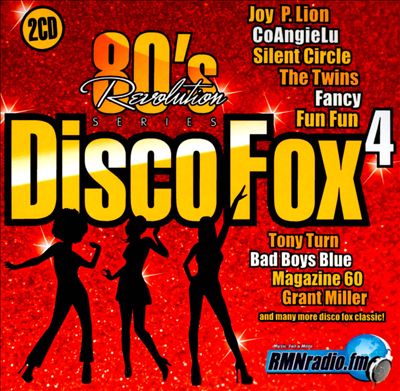 2CD
Joy P. Lion
CoAngieLu
Silent Circle
The Twins
Fancy
Fun Fun
80's
Revolution
SERIES
Disco Fox 4
Tony Turn
Bad Boys Blue
Magazine 60
Grant Miller
and many more disco fox classic!
RMNradio.fm